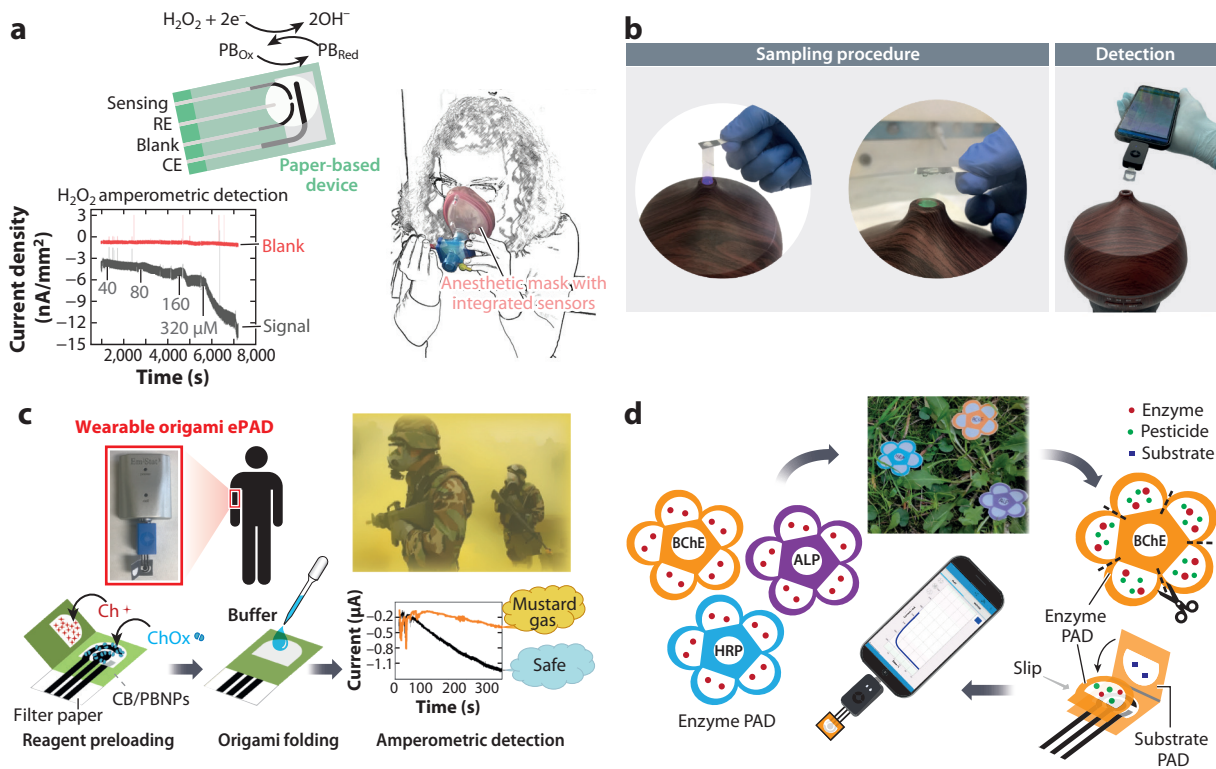 a
H₂O₂ + 2e⁻ 2OH⁻
PB_Ox PB_Red
Sensing
RE
Blank
CE
Paper-based
device
H₂O₂ amperometric detection
Current density
(nA/mm²)
3
0
−3
−6
−9
−12
−15
Blank
40
80
160
320 μM
Signal
2,000 4,000 6,000 8,000
Time (s)
Anesthetic mask with
integrated sensors
b
Sampling procedure
Detection
c
Wearable origami ePAD
Ch⁺
ChOx
CB/PBNPs
Filter paper
Reagent preloading
Buffer
Origami folding
Current (μA)
−0.2
−0.5
−0.8
−1.1
0 100 300
Time (s)
Mustard
gas
Safe
Amperometric detection
d
Enzyme
Pesticide
Substrate
BChE
ALP
HRP
Enzyme PAD
BChE
Enzyme
PAD
Slip
Substrate
PAD